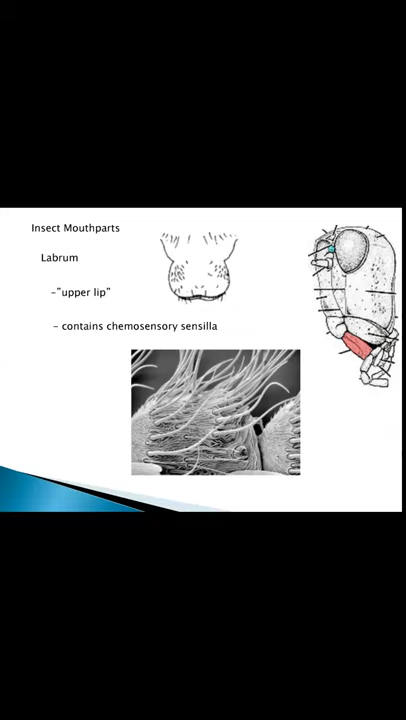 Insect Mouthparts
Labrum
-"upper lip"
- contains chemosensory sensilla